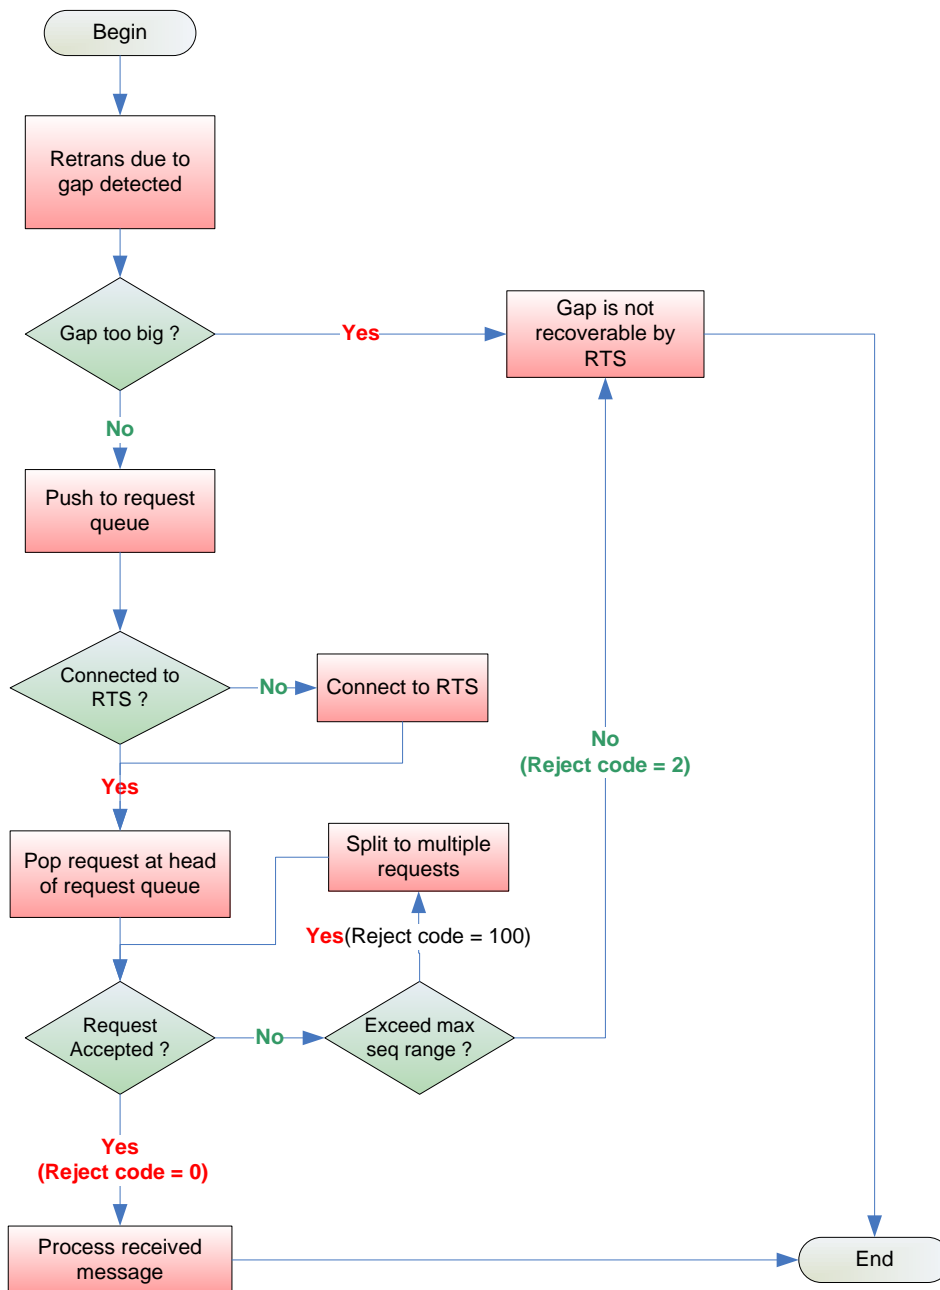 Begin
Retrans due to
gap detected
Gap too big ?
Yes
Gap is not
recoverable by
RTS
No
Push to request
queue
Connected to
RTS ?
No
Connect to RTS
No
(Reject code = 2)
Yes
Pop request at head
of request queue
Split to multiple
requests
Yes(Reject code = 100)
Request
Accepted ?
No
Exceed max
seq range ?
Yes
(Reject code = 0)
Process received
message
End